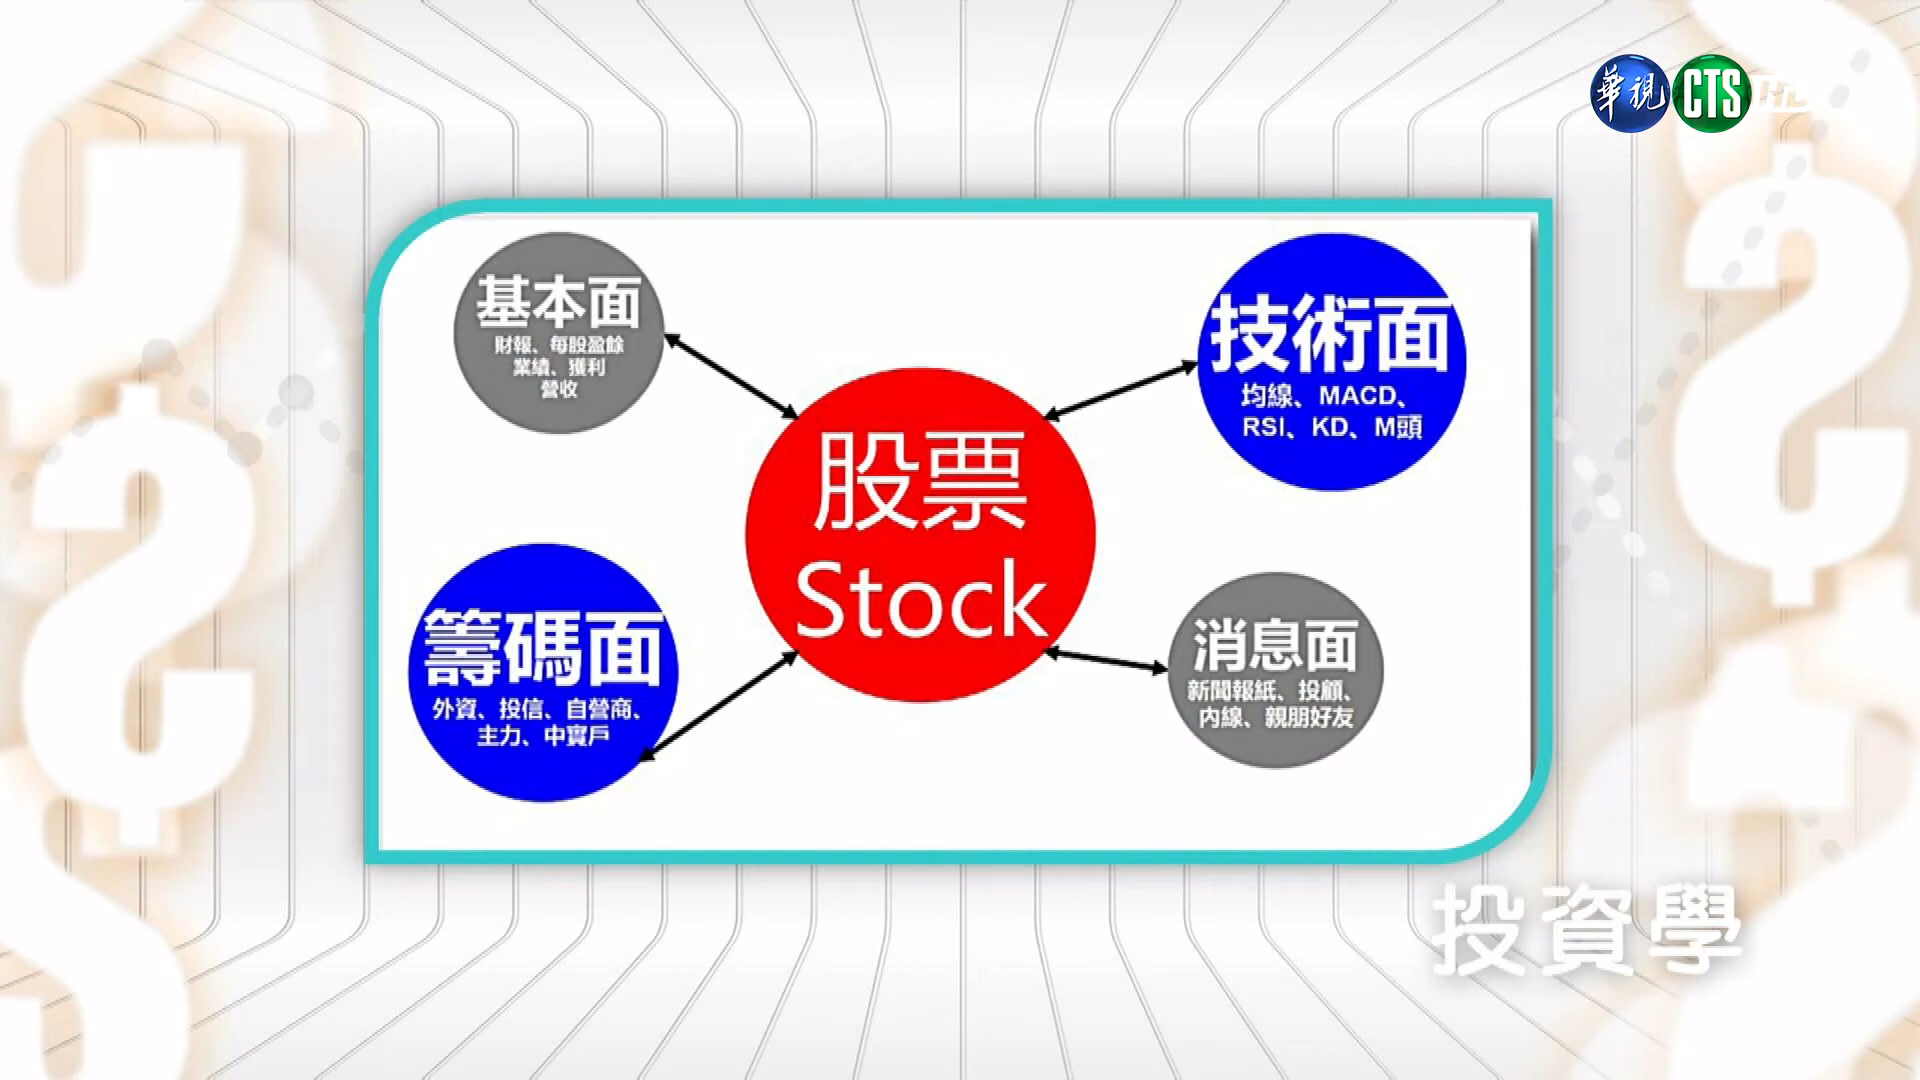 華視 CTS HD
基本面
財報、每股盈餘
業績、獲利
營收
技術面
均線、MACD、
RSI、KD、M頭
股票
Stock
籌碼面
外資、投信、自營商、
主力、中實戶
消息面
新聞報紙、投顧、
內線、親朋好友
投資學